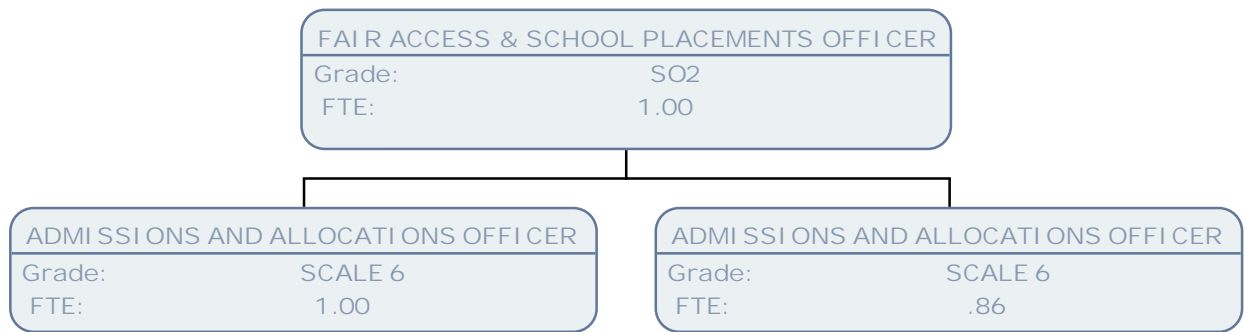 FAIR ACCESS & SCHOOL PLACEMENTS OFFICER
Grade: SO2
FTE: 1.00
ADMISSIONS AND ALLOCATIONS OFFICER
Grade: SCALE 6
FTE: 1.00
ADMISSIONS AND ALLOCATIONS OFFICER
Grade: SCALE 6
FTE: .86